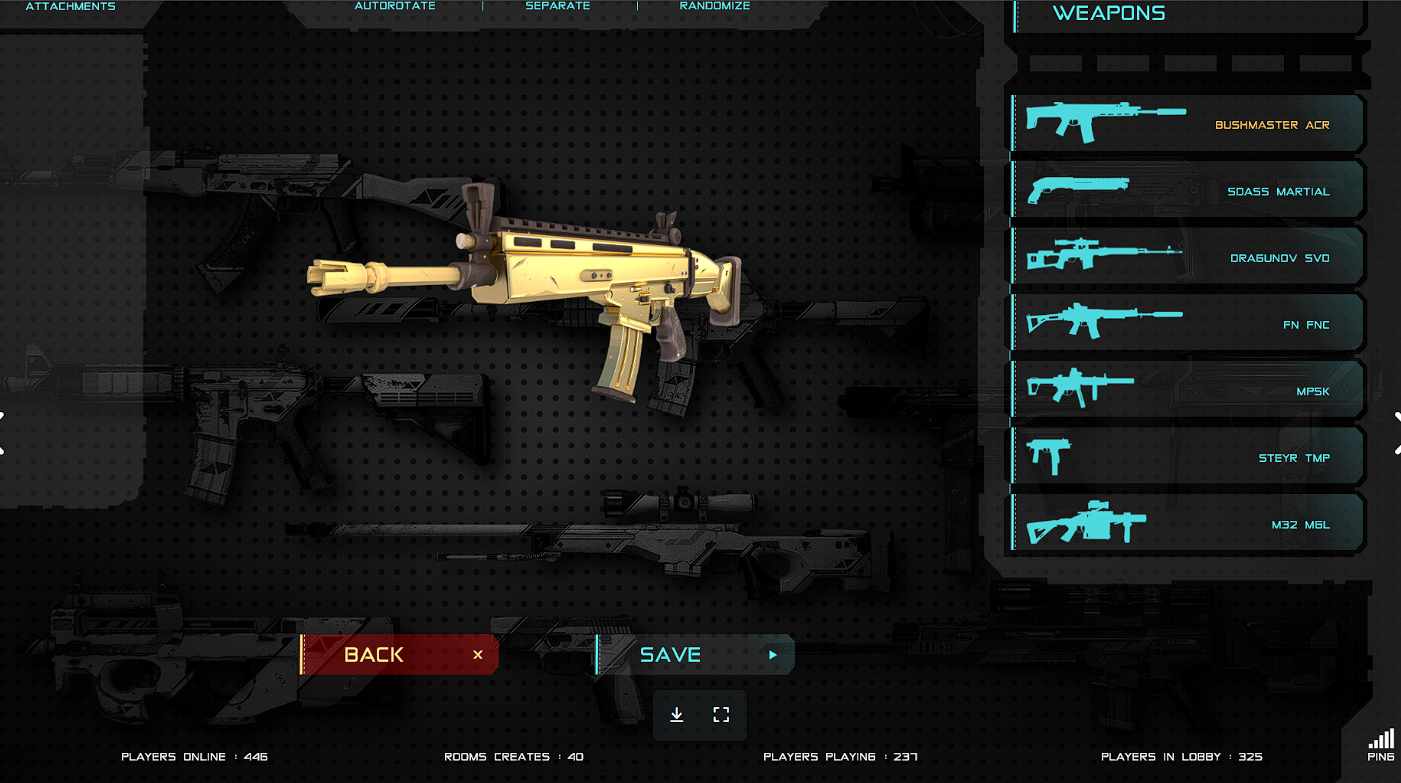 ATTACHMENTS
AUTOROTATE
SEPARATE
RANDOMIZE
WEAPONS
BUSHMASTER ACR
SDASS MARTIAL
DRAGUNOV SVD
FN FNC
MP5K
STEYR TMP
M32 MGL
BACK X
SAVE
PLAYERS ONLINE : 446
ROOMS CREATES : 40
PLAYERS PLAYING : 237
PLAYERS IN LOBBY : 325
PING